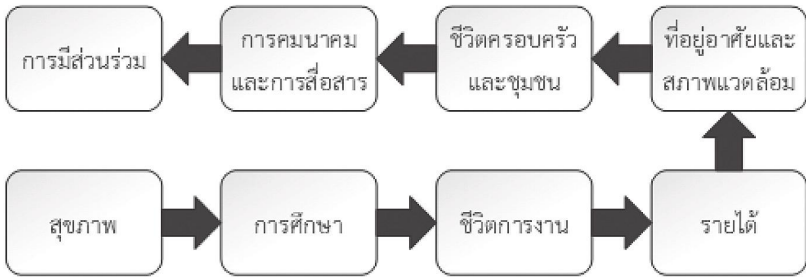 การมีส่วนร่วม
การคมนาคม
และการสื่อสาร
ชีวิตครอบครัว
และชุมชน
ที่อยู่อาศัยและ
สภาพแวดล้อม
สุขภาพ
การศึกษา
ชีวิตการงาน
รายได้